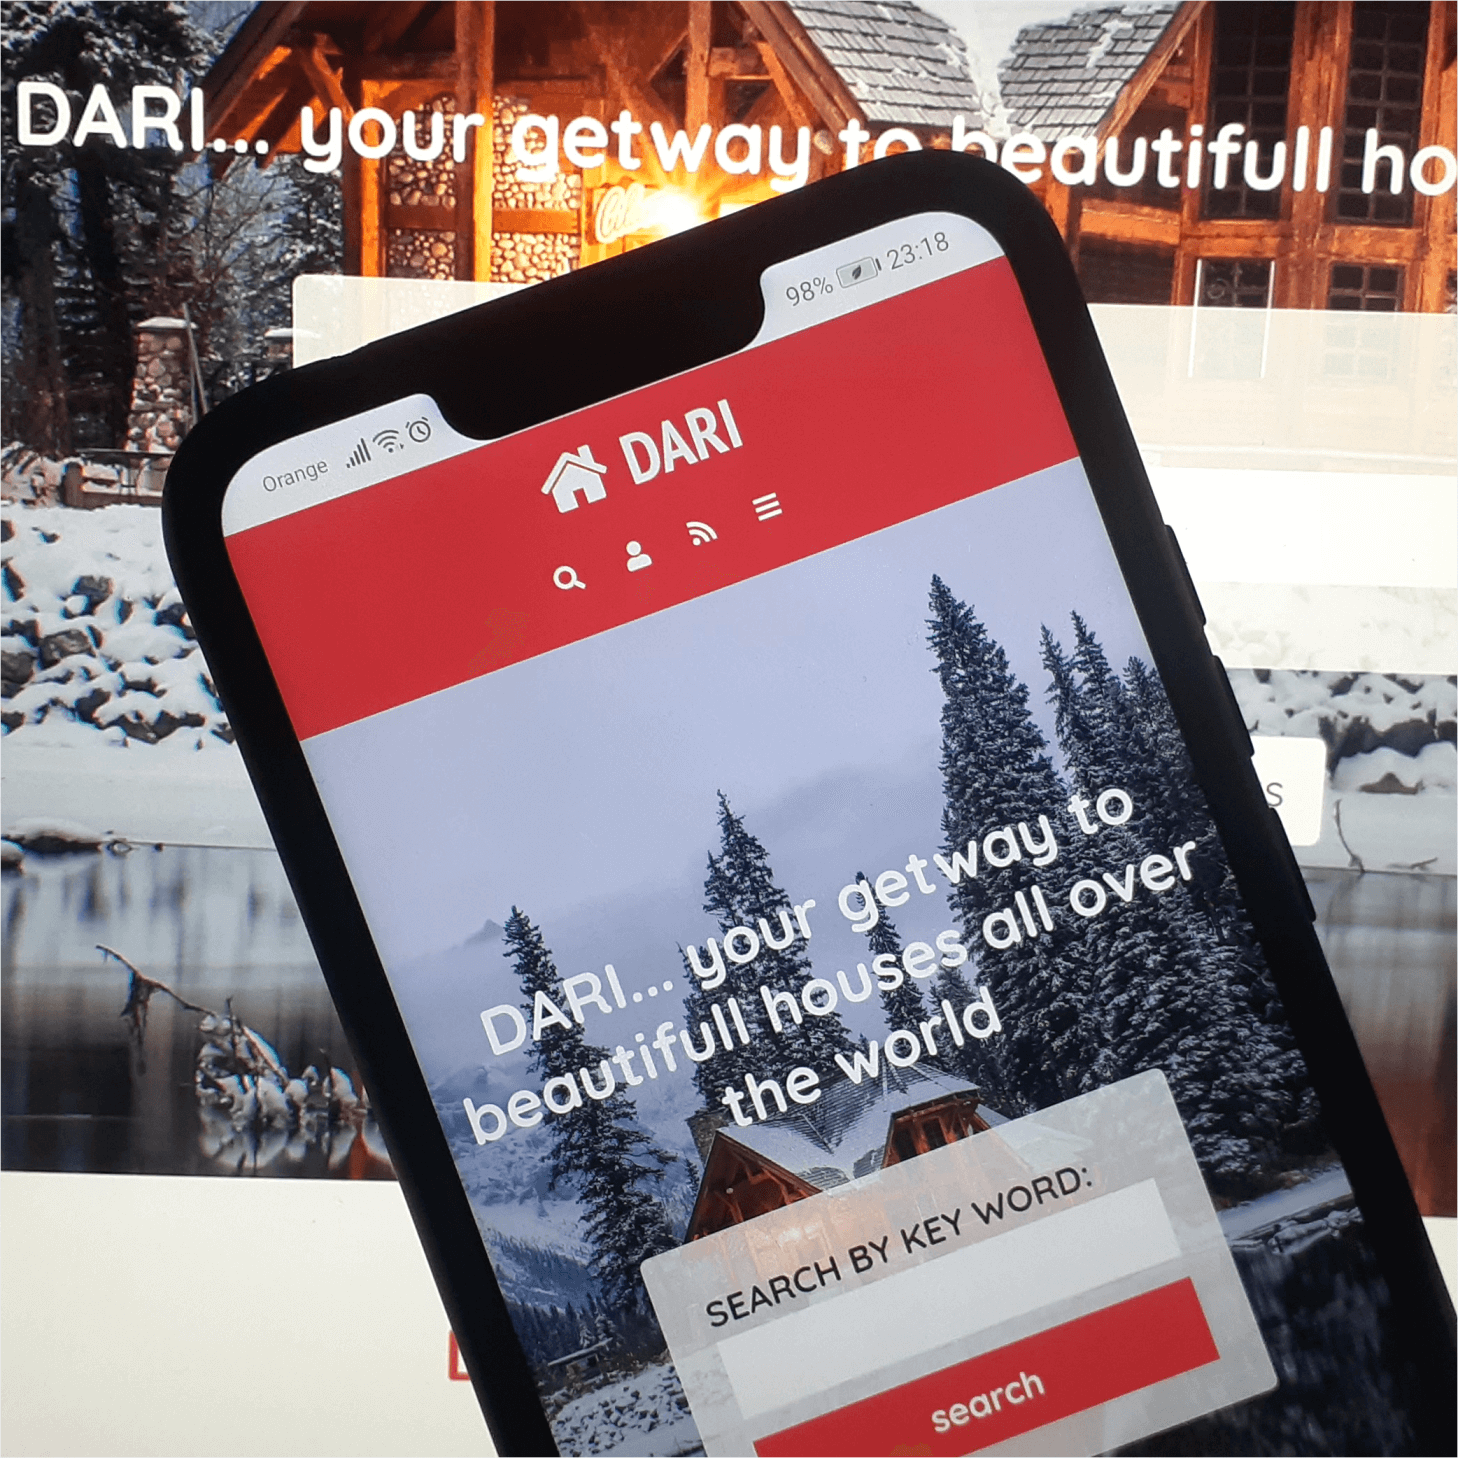 DARI... your getway to beautifull ho
98% 23:18
Orange
DARI
DARI... your getway to
beautifull houses all over
the world
SEARCH BY KEY WORD:
search
S